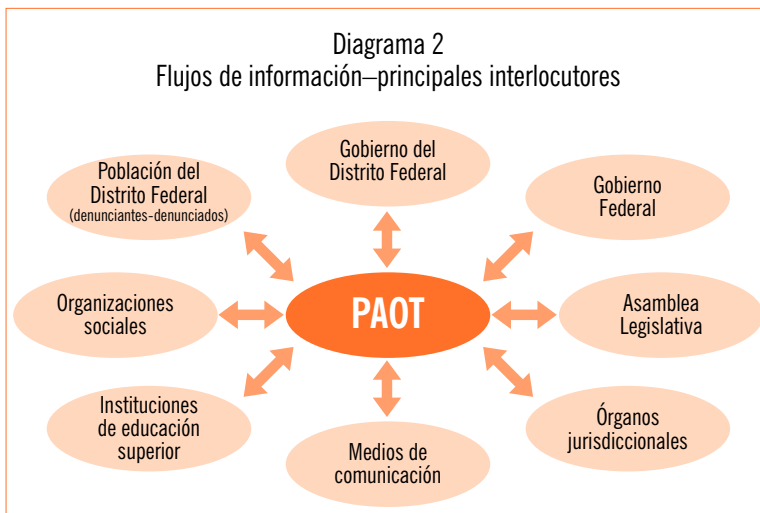 Diagrama 2
Flujos de información–principales interlocutores
Gobierno del
Distrito Federal
Población del
Distrito Federal
(denunciantes-denunciados)
Gobierno
Federal
Organizaciones
sociales
PAOT
Asamblea
Legislativa
Instituciones
de educación
superior
Medios de
comunicación
Órganos
jurisdiccionales